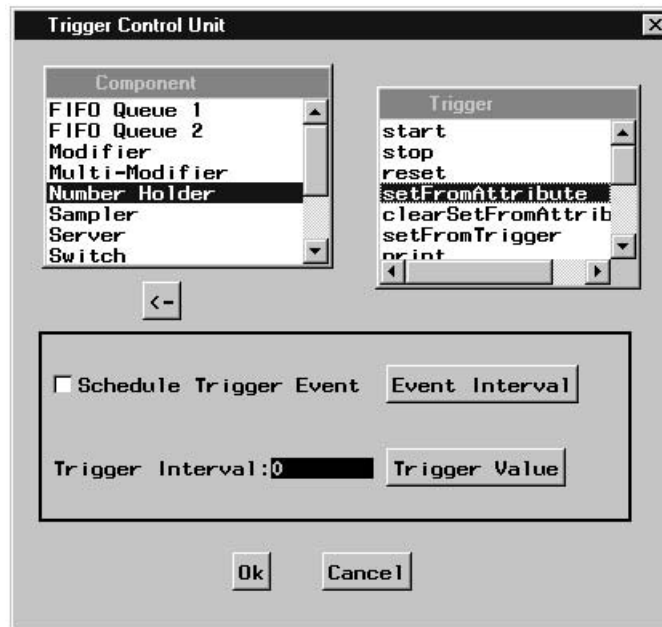 Trigger Control Unit
Component
FIFO Queue 1
FIFO Queue 2
Modifier
Multi-Modifier
Number Holder
Sampler
Server
Switch
Trigger
start
stop
reset
setFromAttribute
clearSetFromAttrib
setFromTrigger
print
<-
Schedule Trigger Event
Event Interval
Trigger Interval:0
Trigger Value
Ok
Cancel